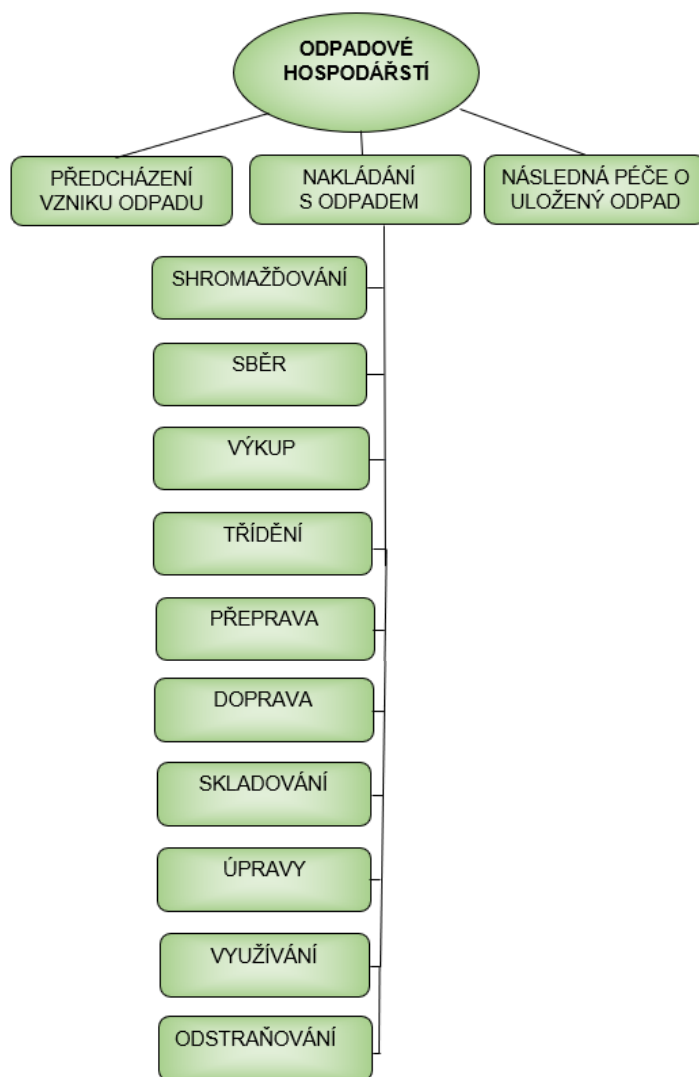 ODPADOVÉ
HOSPODÁŘSTÍ
PŘEDCHÁZENÍ
VZNIKU ODPADU
NAKLÁDÁNÍ
S ODPADEM
NÁSLEDNÁ PÉČE O
ULOŽENÝ ODPAD
SHROMAŽĎOVÁNÍ
SBĚR
VÝKUP
TŘÍDĚNÍ
PŘEPRAVA
DOPRAVA
SKLADOVÁNÍ
ÚPRAVY
VYUŽÍVÁNÍ
ODSTRAŇOVÁNÍ